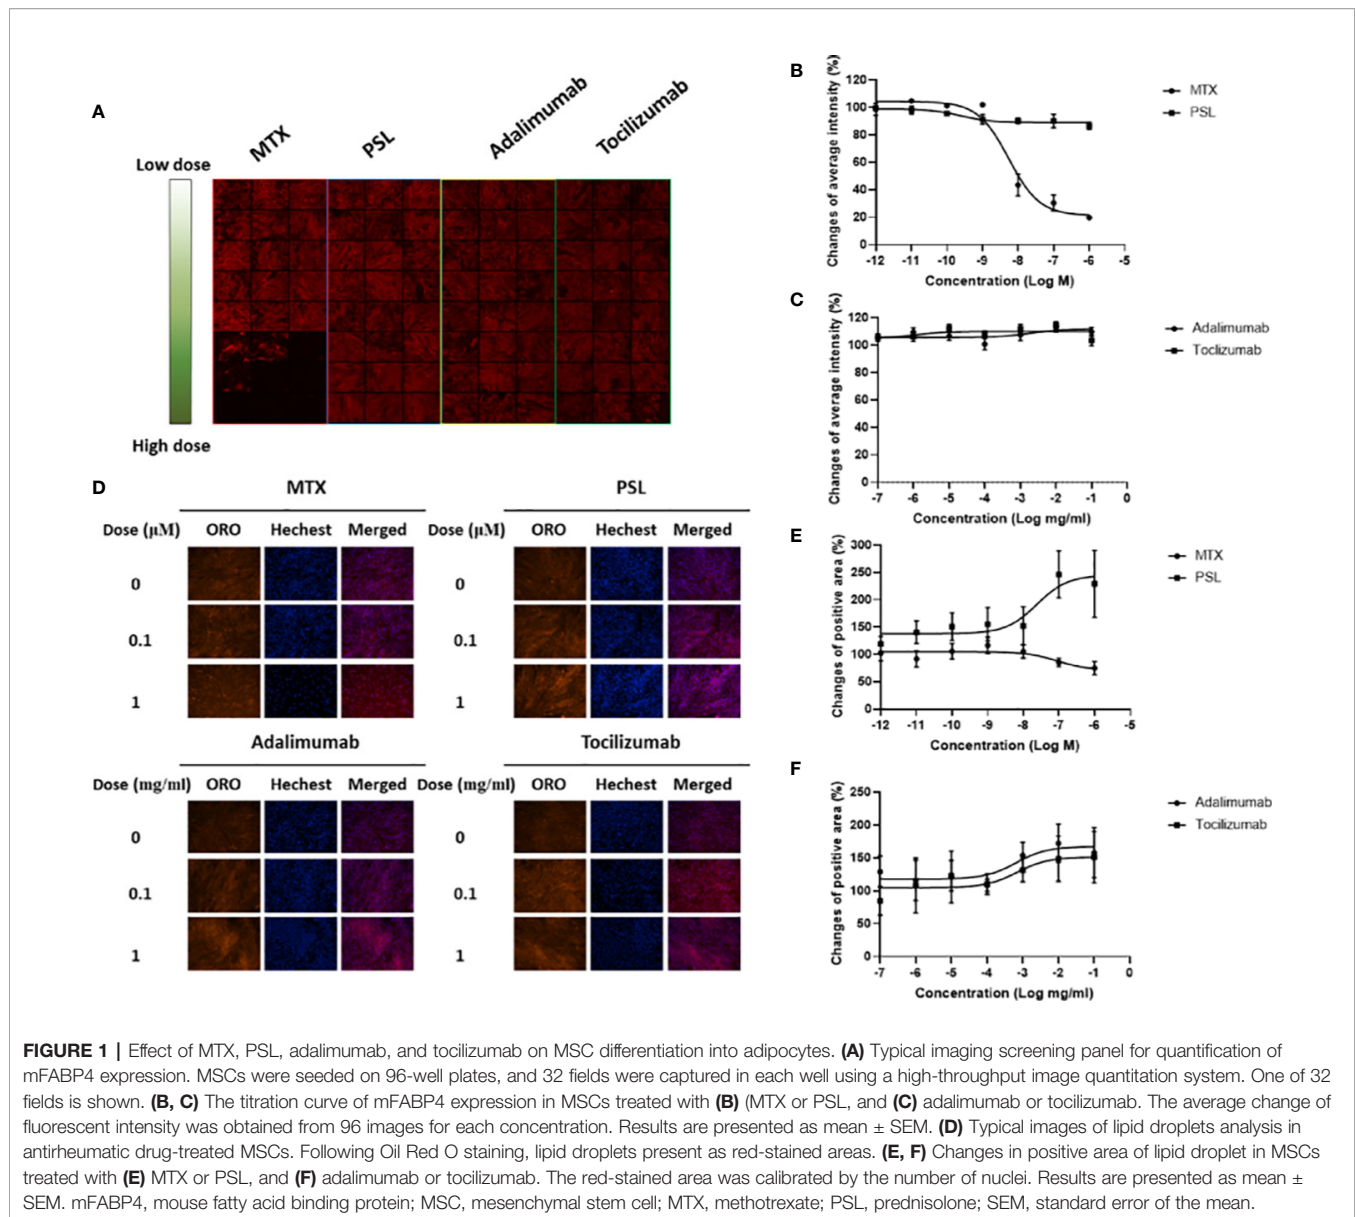 A
MTX
PSL
Adalimumab
Tocilizumab
Low dose
High dose
B
Changes of average intensity (%)
120
100
80
60
40
20
0
-12 -11 -10 -9 -8 -7 -6 -5
Concentration (Log M)
MTX
PSL
C
Changes of average intensity (%)
120
100
80
60
40
20
0
-7 -6 -5 -4 -3 -2 -1 0
Concentration (Log mg/ml)
Adalimumab
Toclizumab
D
MTX
PSL
Dose (μM) ORO Hechest Merged Dose (μM) ORO Hechest Merged
0 0
0.1 0.1
1 1
Adalimumab
Tocilizumab
Dose (mg/ml) ORO Hechest Merged Dose (mg/ml) ORO Hechest Merged
0 0
0.1 0.1
1 1
E
Changes of positive area (%)
300
250
200
150
100
50
0
-12 -11 -10 -9 -8 -7 -6 -5
Concentration (Log M)
MTX
PSL
F
Changes of positive area (%)
250
200
150
100
50
0
-7 -6 -5 -4 -3 -2 -1 0
Concentration (Log mg/ml)
Adalimumab
Tocilizumab
FIGURE 1 | Effect of MTX, PSL, adalimumab, and tocilizumab on MSC differentiation into adipocytes. (A) Typical imaging screening panel for quantification of
mFABP4 expression. MSCs were seeded on 96-well plates, and 32 fields were captured in each well using a high-throughput image quantitation system. One of 32
fields is shown. (B, C) The titration curve of mFABP4 expression in MSCs treated with (B) (MTX or PSL, and (C) adalimumab or tocilizumab. The average change of
fluorescent intensity was obtained from 96 images for each concentration. Results are presented as mean ± SEM. (D) Typical images of lipid droplets analysis in
antirheumatic drug-treated MSCs. Following Oil Red O staining, lipid droplets present as red-stained areas. (E, F) Changes in positive area of lipid droplet in MSCs
treated with (E) MTX or PSL, and (F) adalimumab or tocilizumab. The red-stained area was calibrated by the number of nuclei. Results are presented as mean ±
SEM. mFABP4, mouse fatty acid binding protein; MSC, mesenchymal stem cell; MTX, methotrexate; PSL, prednisolone; SEM, standard error of the mean.